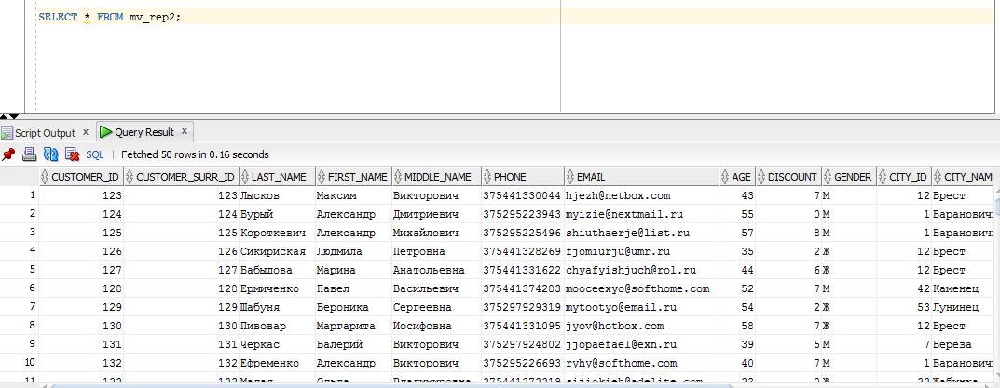 SELECT * FROM mv_rep2;
Script Output x Query Result x
SQL | Fetched 50 rows in 0.16 seconds
CUSTOMER_ID CUSTOMER_SURR_ID LAST_NAME FIRST_NAME MIDDLE_NAME PHONE EMAIL AGE DISCOUNT GENDER CITY_ID CITY_NAME
1 123 123 Лысков Максим Викторович 375441330044 hjezh@netbox.com 43 7 М 12 Брест
2 124 124 Бурый Александр Дмитриевич 375295223943 myizie@nextmail.ru 55 0 М 1 Баранович
3 125 125 Короткевич Александр Михайлович 375295225496 shiuthaerje@list.ru 57 8 М 1 Баранович
4 126 126 Сикириская Людмила Петровна 375441328269 fjomiurju@umr.ru 35 2 Ж 12 Брест
5 127 127 Бабыдова Марина Анатольевна 375441331622 chyafyishjuch@rol.ru 44 6 Ж 12 Брест
6 128 128 Ермиченко Павел Васильевич 375441374283 mooceexyo@softhome.com 52 7 М 42 Каменец
7 129 129 Шабуня Вероника Сергеевна 375297929319 mytootyo@email.ru 54 2 Ж 53 Лунинец
8 130 130 Пивовар Маргарита Иосифовна 375441331095 jyov@hotbox.com 58 7 Ж 12 Брест
9 131 131 Черкас Валерий Викторович 375297924802 jjopaefael@exn.ru 39 5 М 7 Берёза
10 132 132 Ефременко Александр Викторович 375295226693 ryhy@softhome.com 40 7 М 1 Баранович
11 133 133 Малая Ольга Владимировна 375441373319 sijjokjeh@adelite.com 32 0 Ж 33 Жабинка